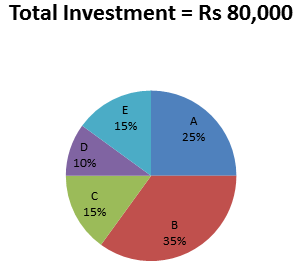 Total Investment = Rs 80,000
A
25%
B
35%
C
15%
D
10%
E
15%